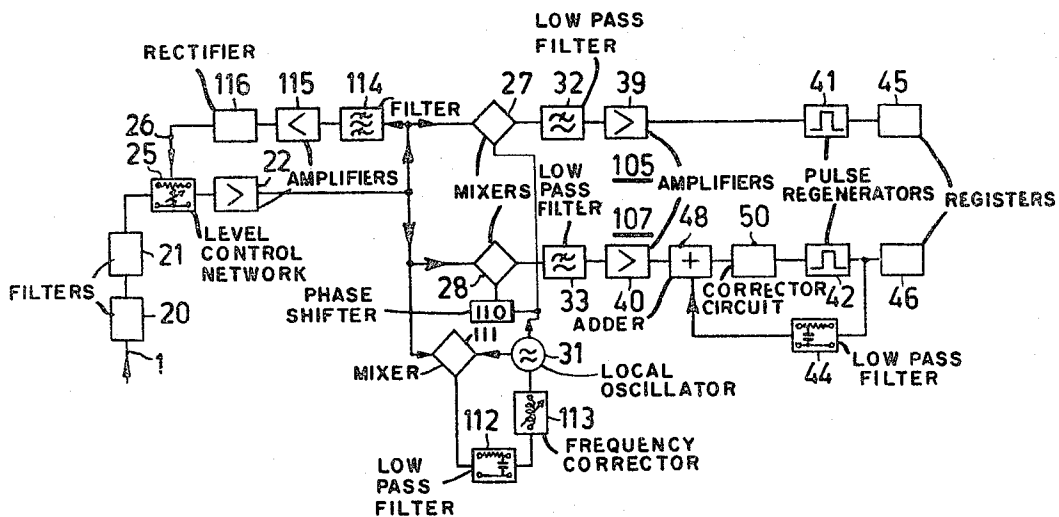 LOW PASS
FILTER
RECTIFIER
116
115
114
FILTER
27
32
39
41
45
26
25
22
AMPLIFIERS
MIXERS
LOW PASS
FILTER
105
AMPLIFIERS
PULSE
REGENERATORS
REGISTERS
107
48
50
21
LEVEL
CONTROL
NETWORK
FILTERS
20
28
33
40
CORRECTOR
CIRCUIT
42
46
PHASE
SHIFTER
110
ADDER
111
MIXER
31
LOCAL
OSCILLATOR
44
LOW PASS
FILTER
1
112
113
FREQUENCY
CORRECTOR
LOW
PASS
FILTER